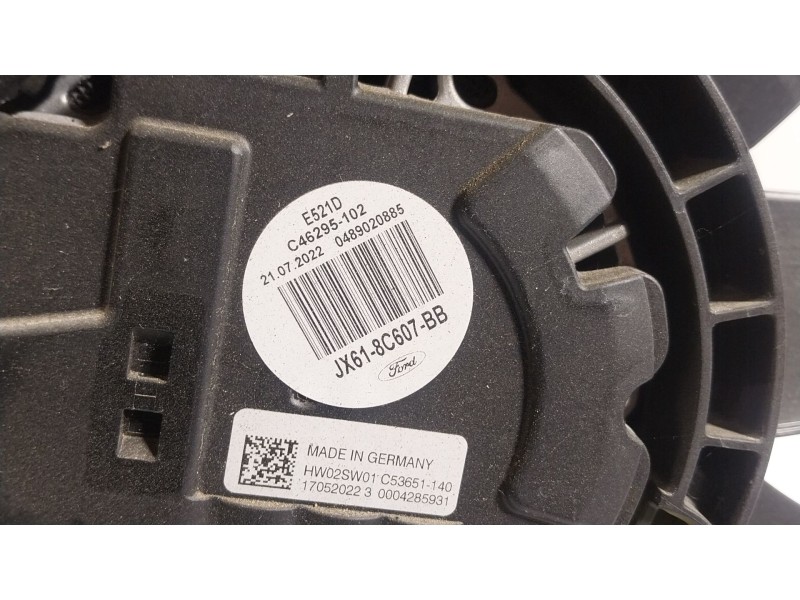 E521D
C46295-102
21.07.2022 0489020885
JX61-8C607-BB
Ford
MADE IN GERMANY
HW02SW01 C53651-140
17052022 3 0004285931